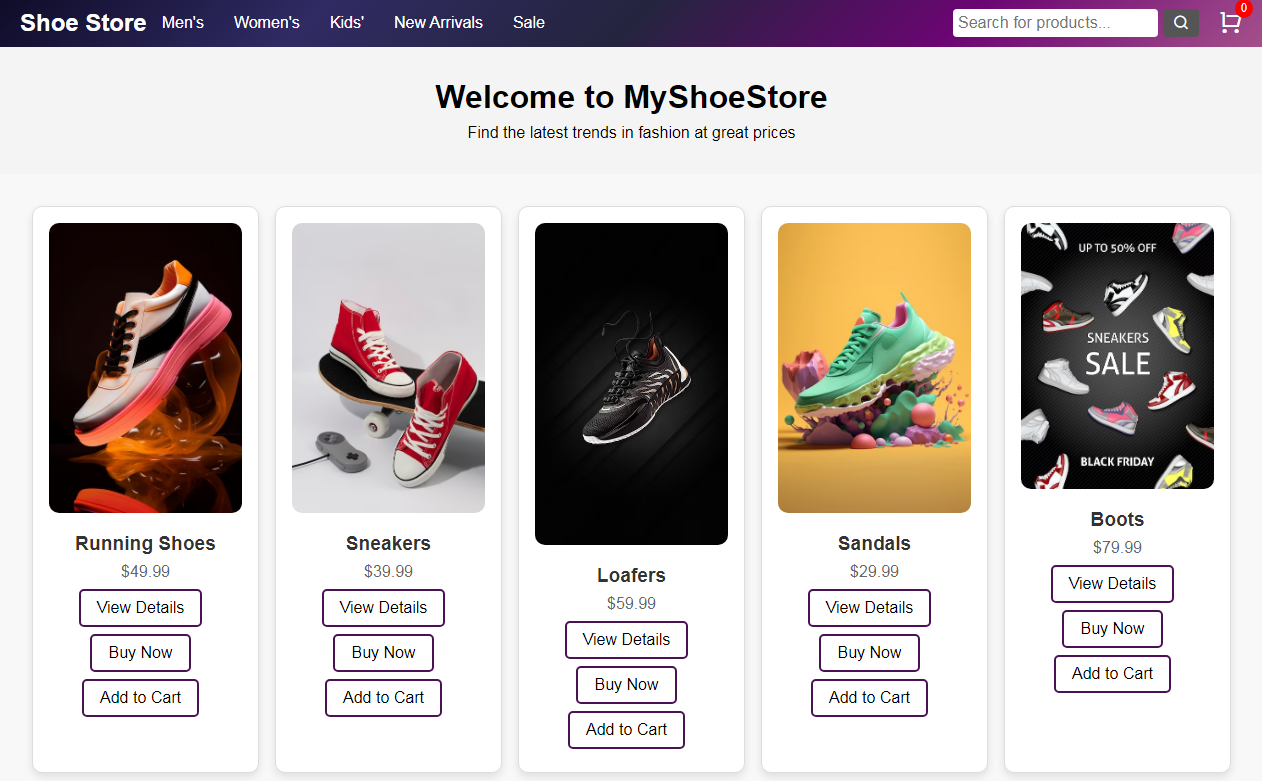 Shoe Store Men's Women's Kids' New Arrivals Sale Search for products... 0
Welcome to MyShoeStore
Find the latest trends in fashion at great prices
Running Shoes
$49.99
View Details
Buy Now
Add to Cart
Sneakers
$39.99
View Details
Buy Now
Add to Cart
Loafers
$59.99
View Details
Buy Now
Add to Cart
Sandals
$29.99
View Details
Buy Now
Add to Cart
UP TO 50% OFF
SNEAKERS
SALE
BLACK FRIDAY
Boots
$79.99
View Details
Buy Now
Add to Cart